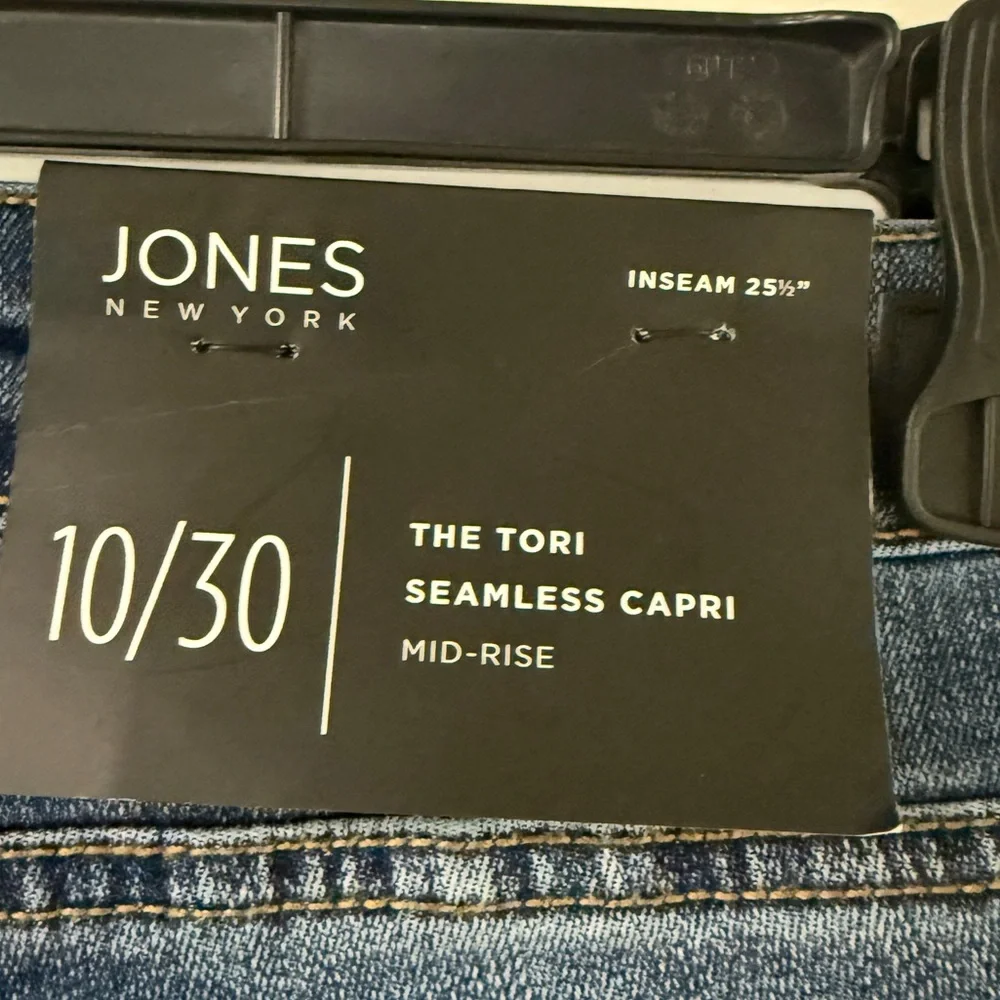 JONES
NEW YORK
INSEAM 25½”
10/30
THE TORI
SEAMLESS CAPRI
MID-RISE